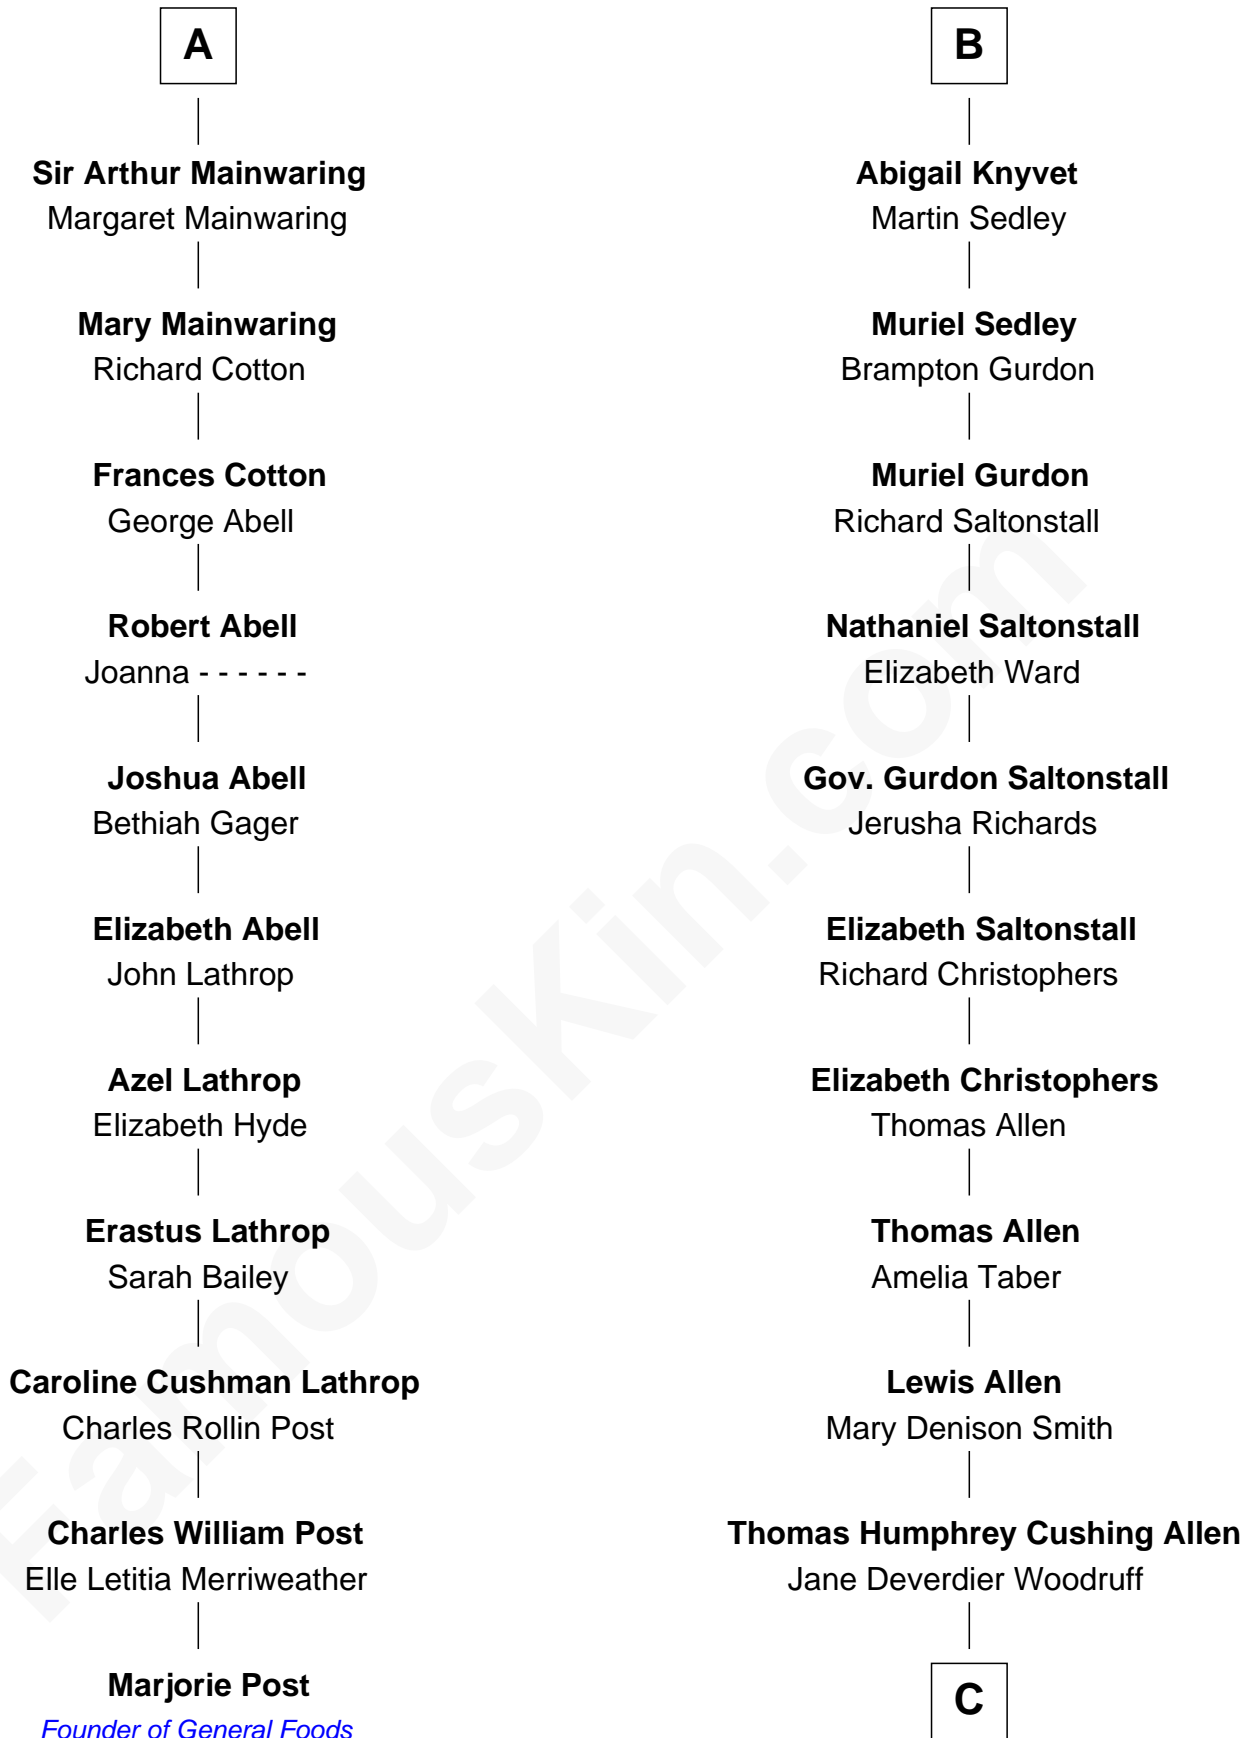 A
Sir Arthur Mainwaring
Margaret Mainwaring
Mary Mainwaring
Richard Cotton
Frances Cotton
George Abell
Robert Abell
Joanna - - - - - -
Joshua Abell
Bethiah Gager
Elizabeth Abell
John Lathrop
Azel Lathrop
Elizabeth Hyde
Erastus Lathrop
Sarah Bailey
Caroline Cushman Lathrop
Charles Rollin Post
Charles William Post
Elle Letitia Merriweather
Marjorie Post
Founder of General Foods
B
Abigail Knyvet
Martin Sedley
Muriel Sedley
Brampton Gurdon
Muriel Gurdon
Richard Saltonstall
Nathaniel Saltonstall
Elizabeth Ward
Gov. Gurdon Saltonstall
Jerusha Richards
Elizabeth Saltonstall
Richard Christophers
Elizabeth Christophers
Thomas Allen
Thomas Allen
Amelia Taber
Lewis Allen
Mary Denison Smith
Thomas Humphrey Cushing Allen
Jane Deverdier Woodruff
C
FamousKin.com